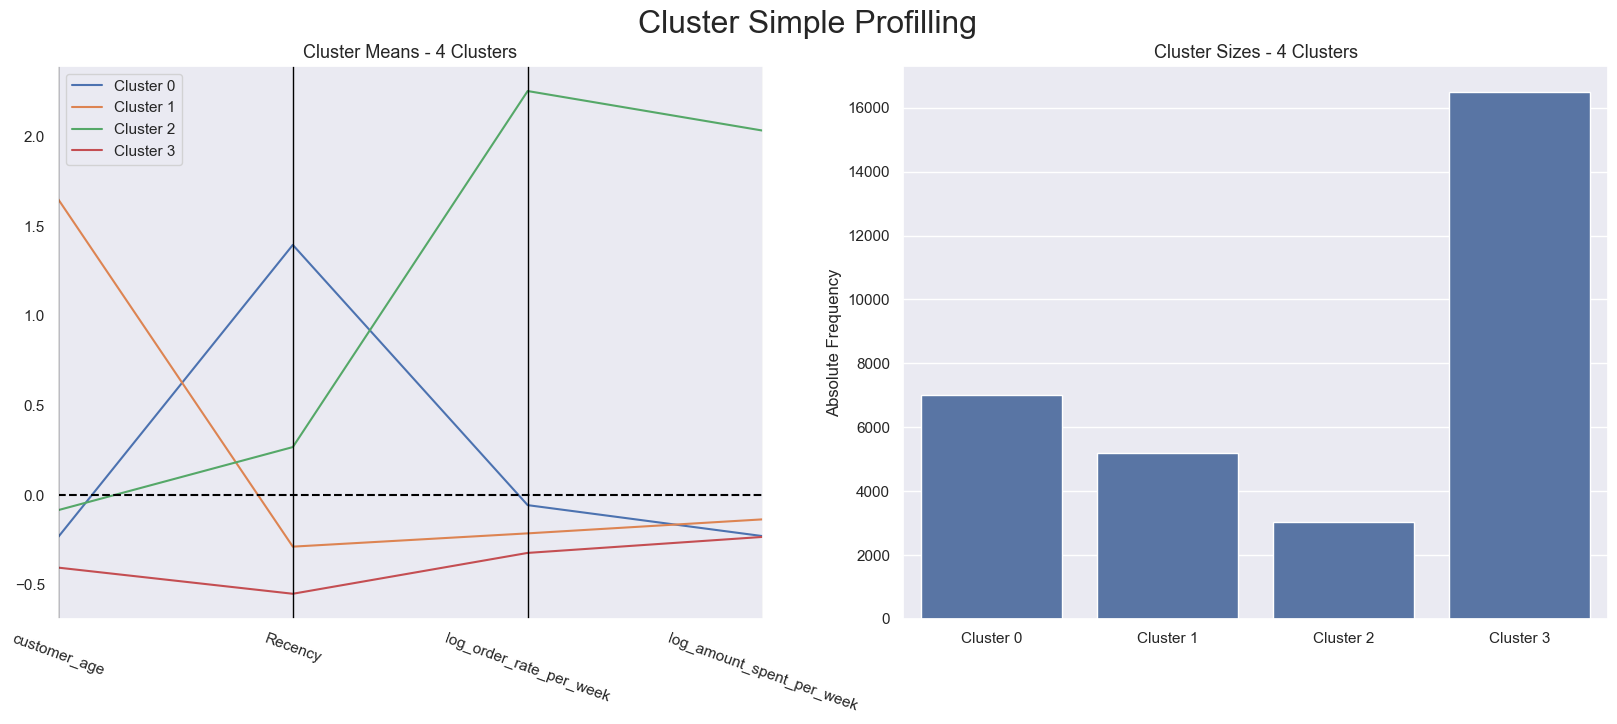 Cluster Simple Profilling
Cluster Means - 4 Clusters
Cluster 0
Cluster 1
Cluster 2
Cluster 3
2.0
1.5
1.0
0.5
0.0
−0.5
customer_age
Recency
log_order_rate_per_week
log_amount_spent_per_week
Cluster Sizes - 4 Clusters
Absolute Frequency
16000
14000
12000
10000
8000
6000
4000
2000
0
Cluster 0
Cluster 1
Cluster 2
Cluster 3